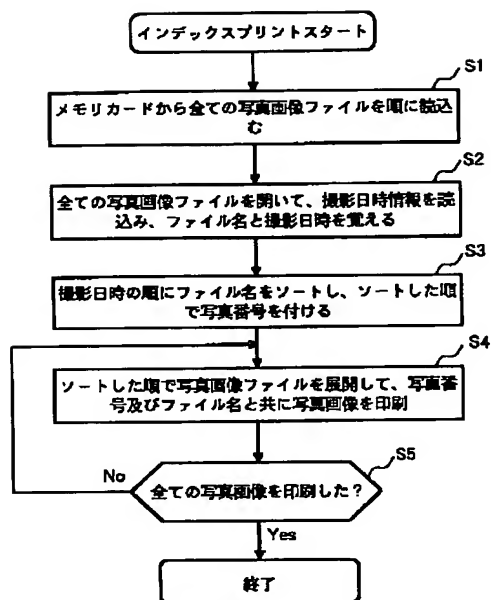 インデックスプリントスタート
S1
メモリカードから全ての写真画像ファイルを順に読込
む
S2
全ての写真画像ファイルを開いて、撮影日時情報を読
込み、ファイル名と撮影日時を覚える
S3
撮影日時の順にファイル名をソートし、ソートした順
で写真番号を付ける
S4
ソートした順で写真画像ファイルを展開して、写真番
号及びファイル名と共に写真画像を印刷
S5
No
全ての写真画像を印刷した？
Yes
終了